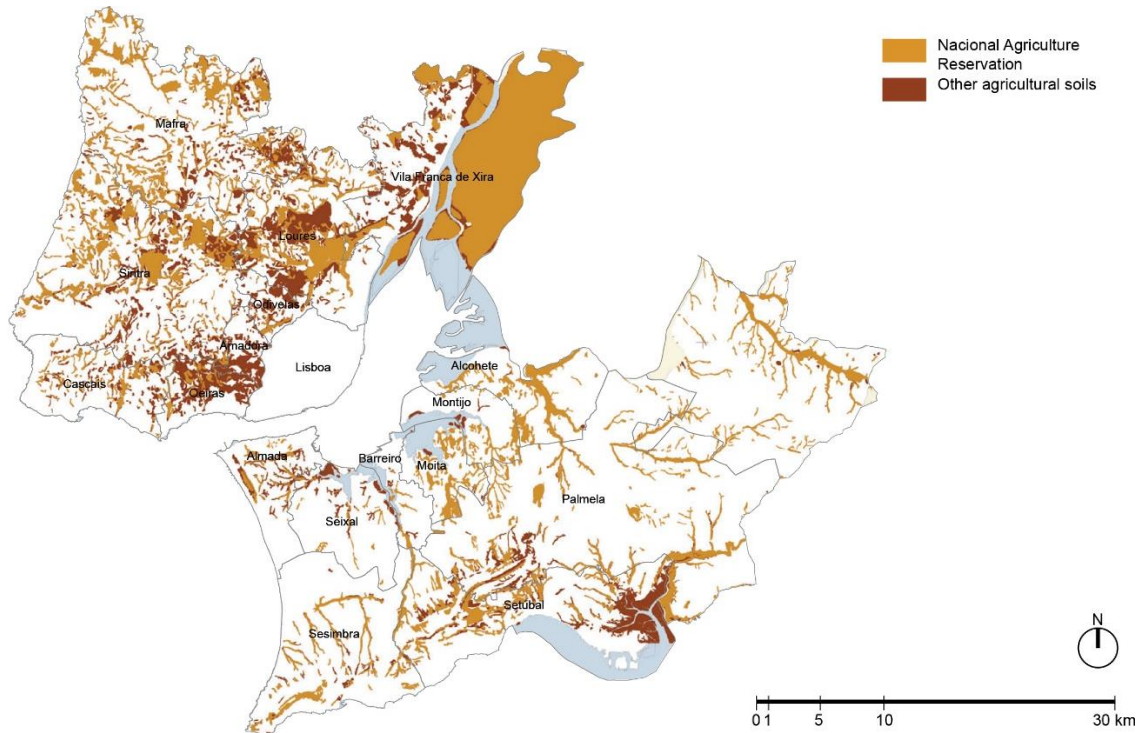 Nacional Agriculture
Reservation
Other agricultural soils
Mafra
Vila Franca de Xira
Loures
Sintra
Odivelas
Amadora
Lisboa
Cascais
Oeiras
Alcohete
Montijo
Almada
Barreiro
Moita
Palmela
Seixal
Setúbal
Sesimbra
N
0 1 5 10 30 km